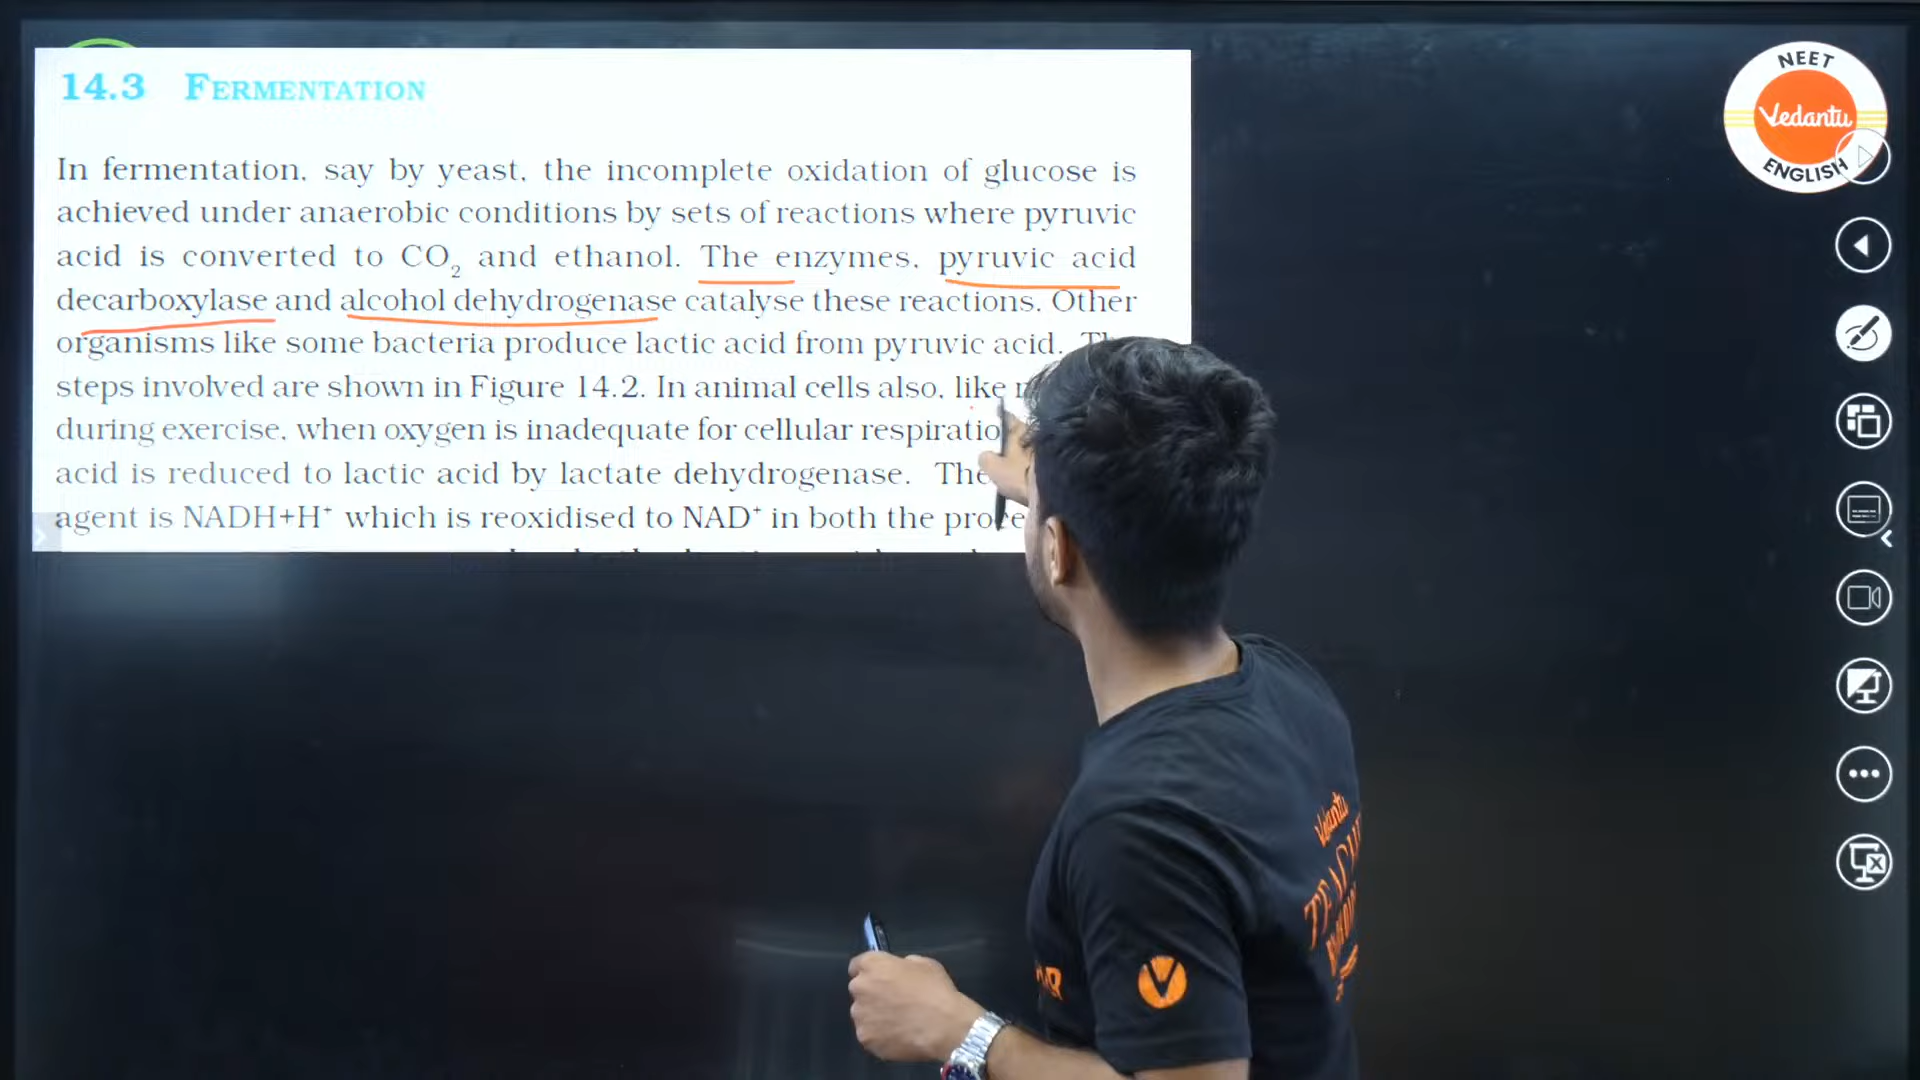 14.3 FERMENTATION
In fermentation, say by yeast, the incomplete oxidation of glucose is
achieved under anaerobic conditions by sets of reactions where pyruvic
acid is converted to CO₂ and ethanol. The enzymes, pyruvic acid
decarboxylase and alcohol dehydrogenase catalyse these reactions. Other
organisms like some bacteria produce lactic acid from pyruvic acid.
steps involved are shown in Figure 14.2. In animal cells also, like
during exercise, when oxygen is inadequate for cellular
acid is reduced to lactic acid by lactate dehydrogenase. The
agent is NADH+H⁺ which is reoxidised to NAD⁺ in both the
NEET
Vedantu
ENGLISH
Vedantu
V